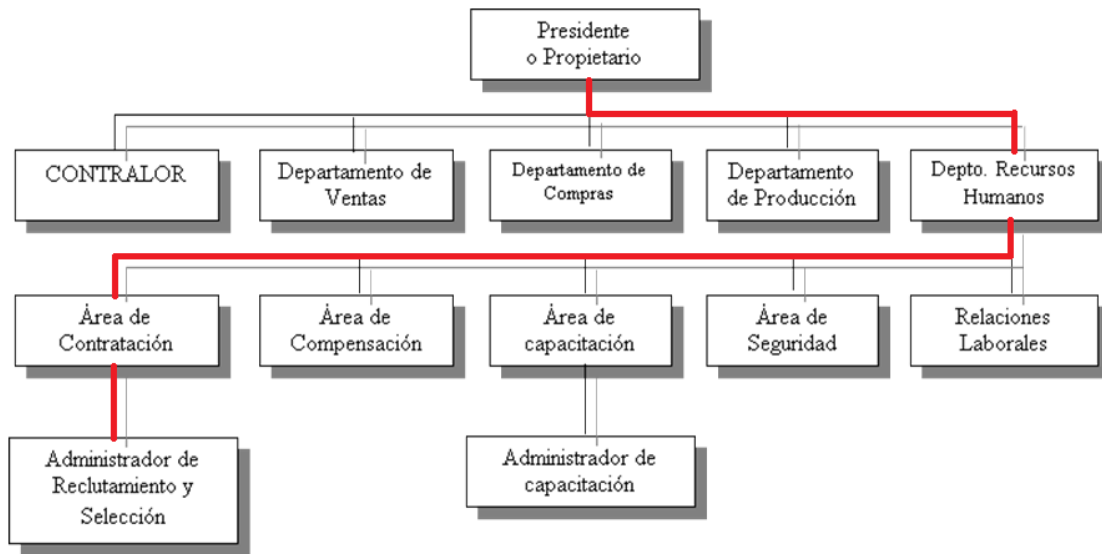 Presidente
o Propietario
CONTRALOR
Departamento de
Ventas
Departamento de
Compras
Departamento
de Producción
Depto. Recursos
Humanos
Área de
Contratación
Área de
Compensación
Área de
capacitación
Área de
Seguridad
Relaciones
Laborales
Administrador de
Reclutamiento y
Selección
Administrador de
capacitación